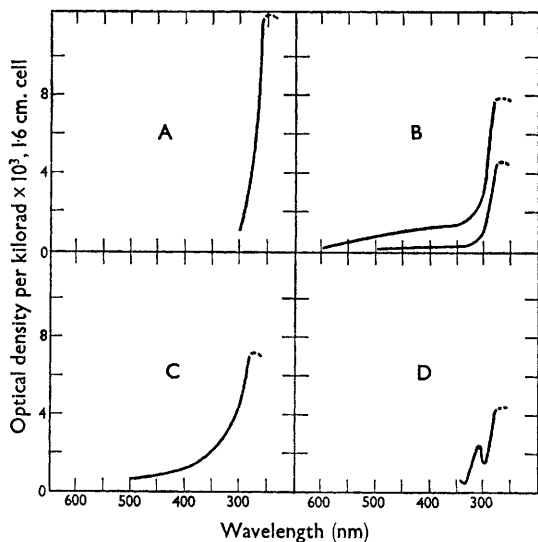 Optical density per kilorad × 10³, 1·6 cm. cell
8
4
0
A
B
8
4
0
C
D
600 500 400 300
600 500 400 300
Wavelength (nm)